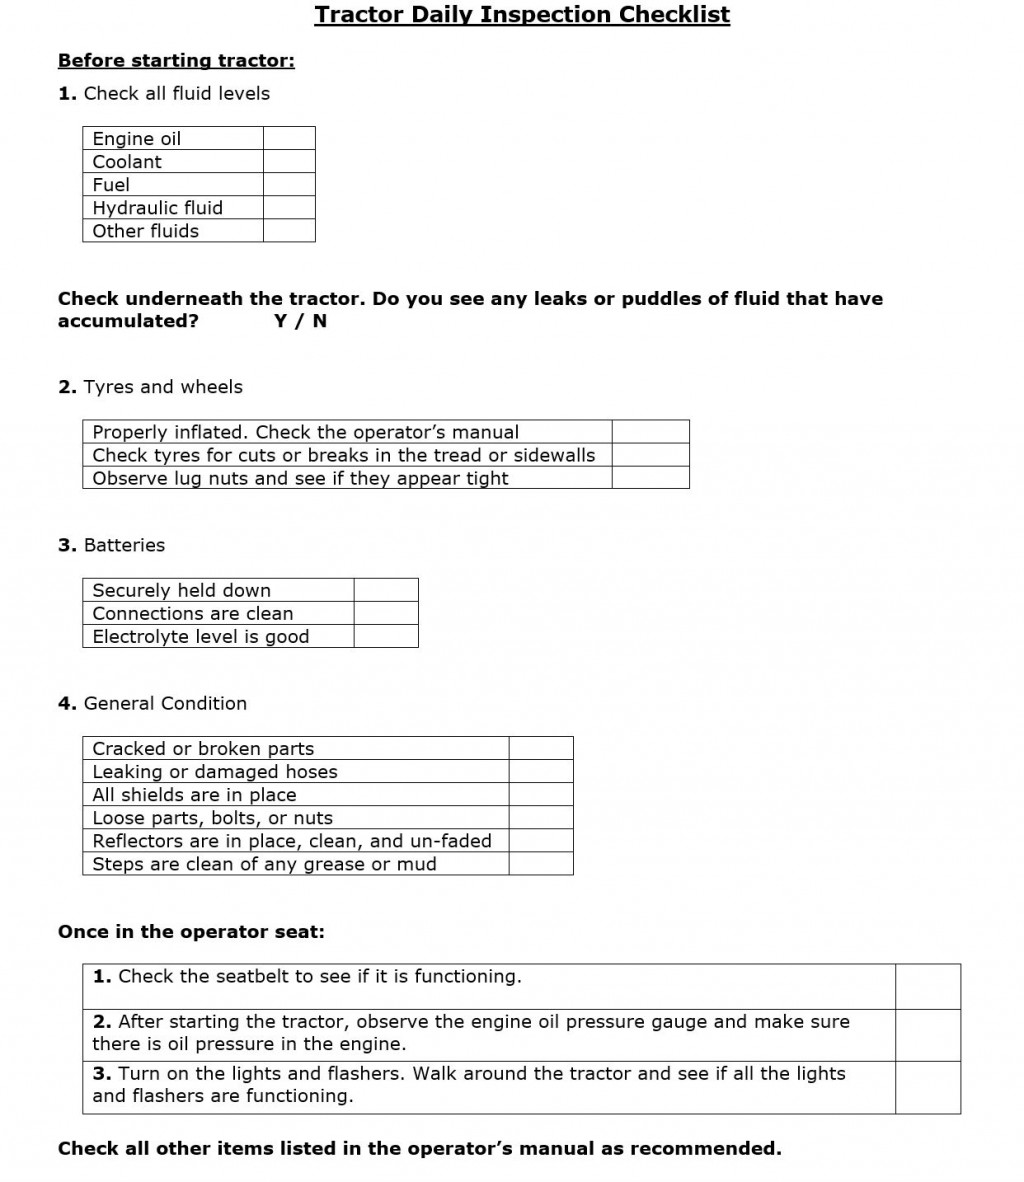 Tractor Daily Inspection Checklist
Before starting tractor:
1. Check all fluid levels
Engine oil
Coolant
Fuel
Hydraulic fluid
Other fluids
Check underneath the tractor. Do you see any leaks or puddles of fluid that have
accumulated? Y / N
2. Tyres and wheels
Properly inflated. Check the operator’s manual
Check tyres for cuts or breaks in the tread or sidewalls
Observe lug nuts and see if they appear tight
3. Batteries
Securely held down
Connections are clean
Electrolyte level is good
4. General Condition
Cracked or broken parts
Leaking or damaged hoses
All shields are in place
Loose parts, bolts, or nuts
Reflectors are in place, clean, and un-faded
Steps are clean of any grease or mud
Once in the operator seat:
1. Check the seatbelt to see if it is functioning.
2. After starting the tractor, observe the engine oil pressure gauge and make sure
there is oil pressure in the engine.
3. Turn on the lights and flashers. Walk around the tractor and see if all the lights
and flashers are functioning.
Check all other items listed in the operator’s manual as recommended.